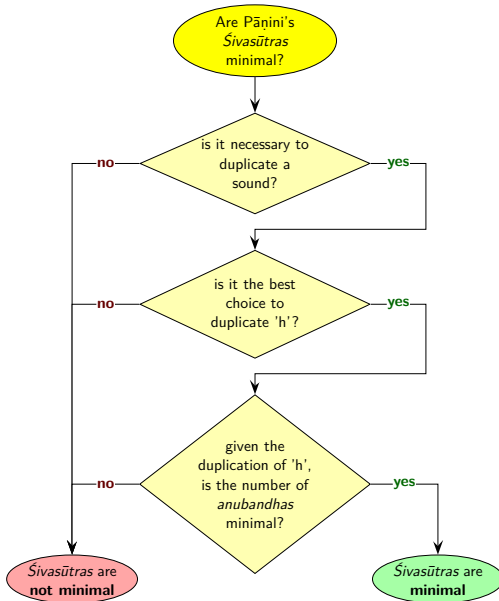 Are Pāṇini's
Śivasūtras
minimal?
is it necessary to
duplicate a
sound?
no
yes
is it the best
choice to
duplicate 'h'?
no
yes
given the
duplication of 'h',
is the number of
anubandhas
minimal?
no
yes
Śivasūtras are
not minimal
Śivasūtras are
minimal